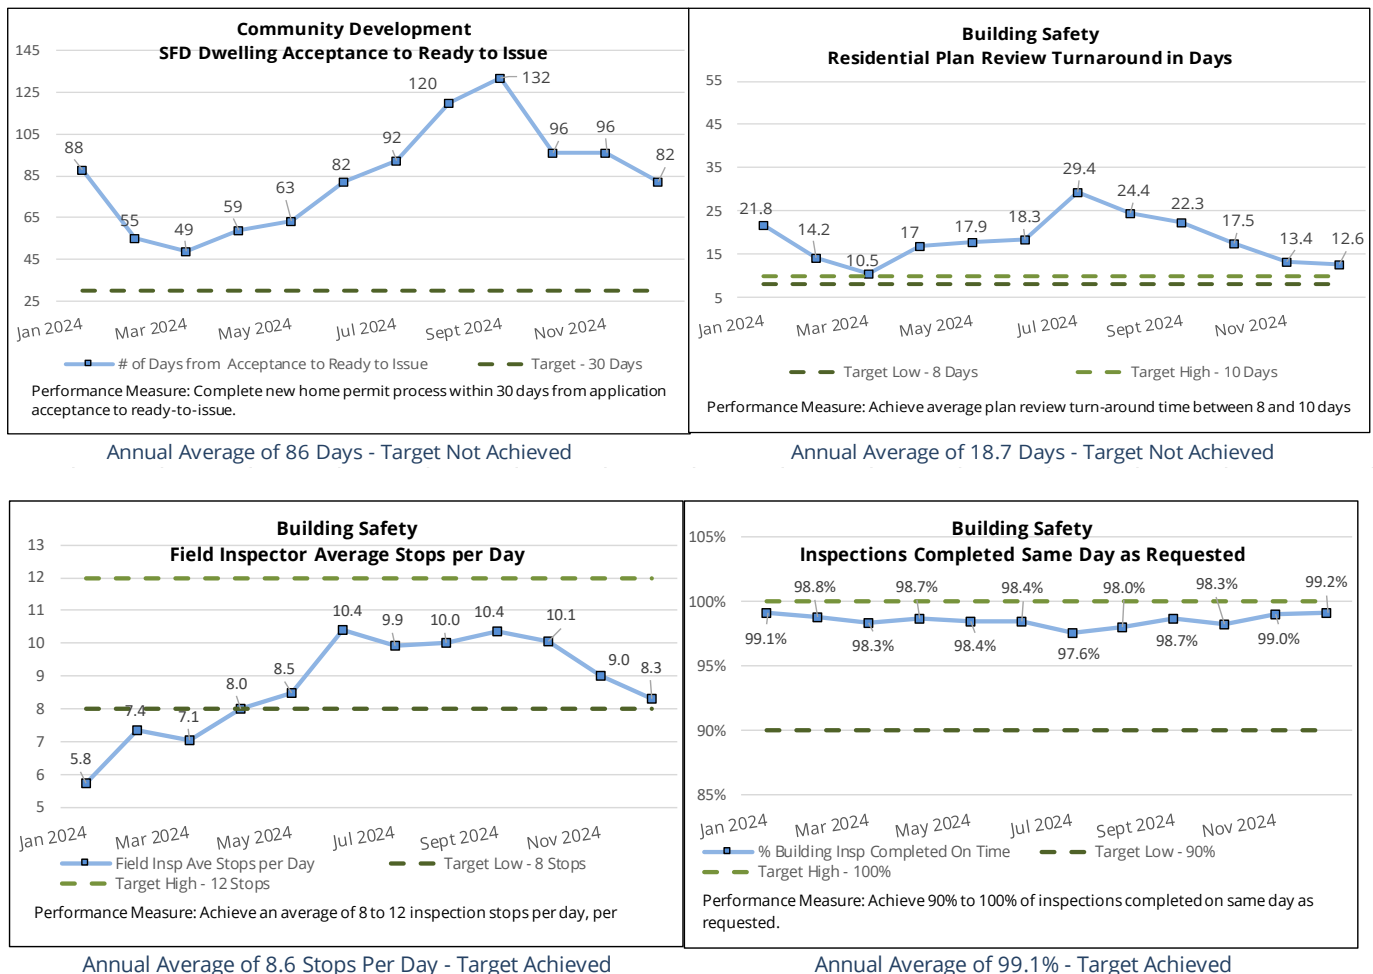 Community Development
SFD Dwelling Acceptance to Ready to Issue
145
125
105
85
65
45
25
88
55
49
59
63
82
92
120
132
96
96
82
Jan 2024
Mar 2024
May 2024
Jul 2024
Sept 2024
Nov 2024
# of Days from Acceptance to Ready to Issue
Target - 30 Days
Performance Measure: Complete new home permit process within 30 days from application
acceptance to ready-to-issue.
Annual Average of 86 Days - Target Not Achieved
Building Safety
Residential Plan Review Turnaround in Days
55
45
35
25
15
5
21.8
14.2
10.5
17
17.9
18.3
29.4
24.4
22.3
17.5
13.4
12.6
Jan 2024
Mar 2024
May 2024
Jul 2024
Sept 2024
Nov 2024
Target Low - 8 Days
Target High - 10 Days
Performance Measure: Achieve average plan review turn-around time between 8 and 10 days
Annual Average of 18.7 Days - Target Not Achieved
Building Safety
Field Inspector Average Stops per Day
13
12
11
10
9
8
7
6
5
5.8
7.4
7.1
8.0
8.5
10.4
9.9
10.0
10.4
10.1
9.0
8.3
Jan 2024
Mar 2024
May 2024
Jul 2024
Sept 2024
Nov 2024
Field Insp Ave Stops per Day
Target Low - 8 Stops
Target High - 12 Stops
Performance Measure: Achieve an average of 8 to 12 inspection stops per day, per
Annual Average of 8.6 Stops Per Day - Target Achieved
Building Safety
Inspections Completed Same Day as Requested
105%
100%
95%
90%
85%
99.1%
98.8%
98.3%
98.7%
98.4%
98.4%
97.6%
98.0%
98.7%
98.3%
99.0%
99.2%
Jan 2024
Mar 2024
May 2024
Jul 2024
Sept 2024
Nov 2024
% Building Insp Completed On Time
Target Low - 90%
Target High - 100%
Performance Measure: Achieve 90% to 100% of inspections completed on same day as
requested.
Annual Average of 99.1% - Target Achieved